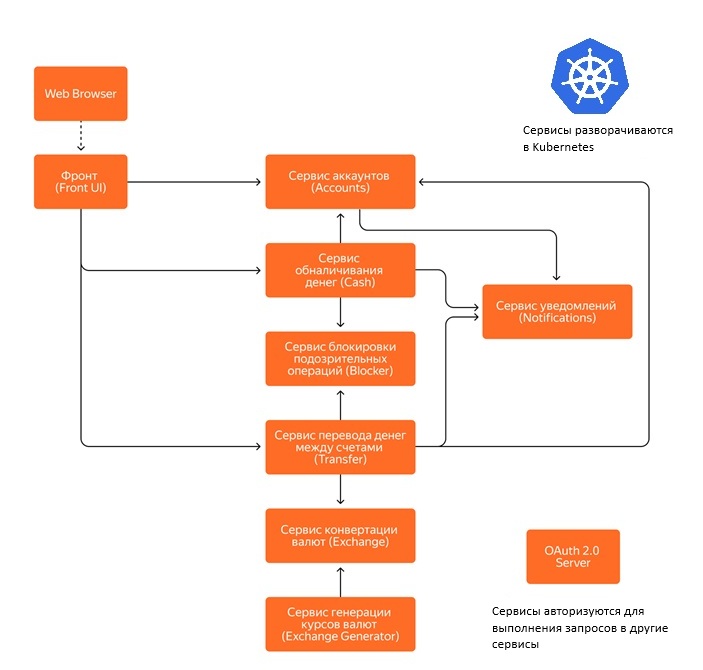 Web Browser
Сервисы разворачиваются
в Kubernetes
Фронт
(Front UI)
Сервис аккаунтов
(Accounts)
Сервис
обналичивания
денег (Cash)
Сервис уведомлений
(Notifications)
Сервис блокировки
подозрительных
операций (Blocker)
Сервис перевода денег
между счетами
(Transfer)
Сервис конвертации
валют (Exchange)
OAuth 2.0
Server
Сервис генерации
курсов валют
(Exchange Generator)
Сервисы авторизуются для
выполнения запросов в другие
сервисы